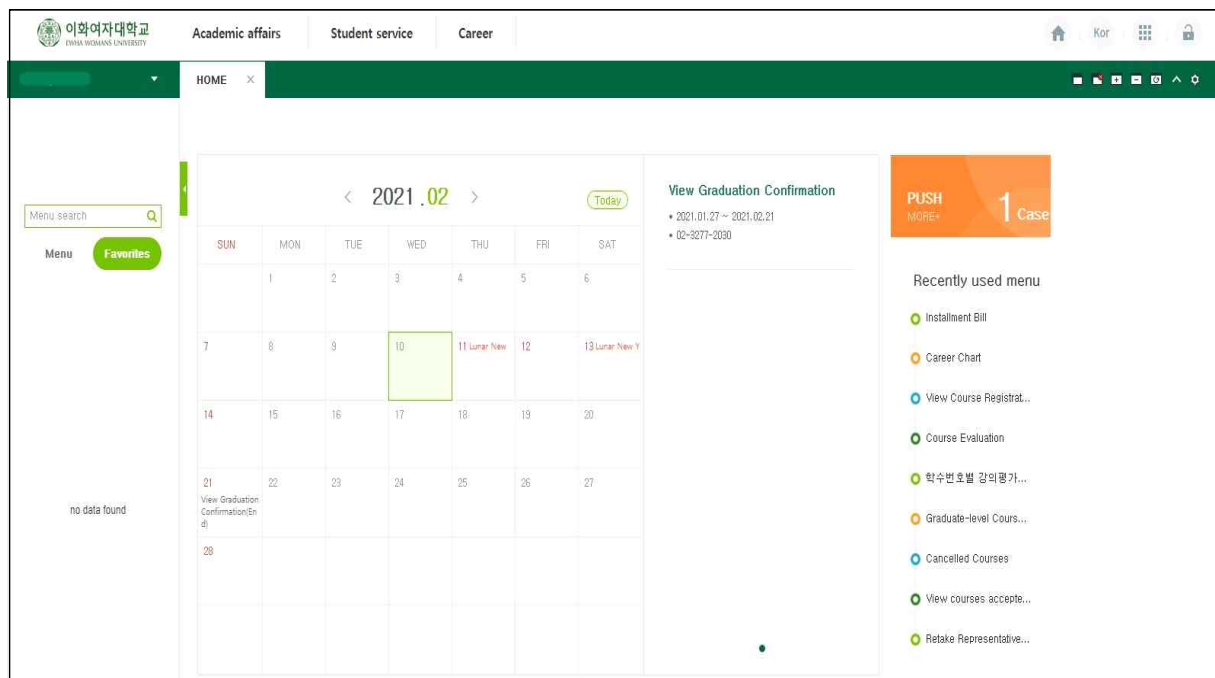 이화여자대학교
EWHA WOMANS UNIVERSITY
Academic affairs
Student service
Career
Kor
HOME
Menu search
Menu
Favorites
no data found
2021 .02
Today
SUN MON TUE WED THU FRI SAT
1 2 3 4 5 6
7 8 9 10 11 Lunar New 12 13 Lunar New Y
14 15 16 17 18 19 20
21 22 23 24 25 26 27
View Graduation
Confirmation(En
d)
28
View Graduation Confirmation
• 2021.01.27 ~ 2021.02.21
• 02-3277-2030
PUSH
MORE+
1 Case
Recently used menu
Installment Bill
Career Chart
View Course Registrat...
Course Evaluation
학수번호별 강의평가...
Graduate-level Cours...
Cancelled Courses
View courses accepte...
Retake Representative...